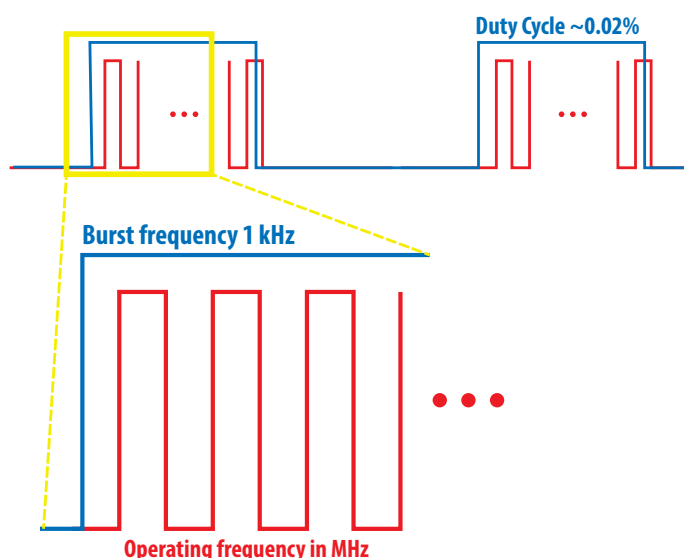 Duty Cycle ~0.02%
Burst frequency 1 kHz
Operating frequency in MHz